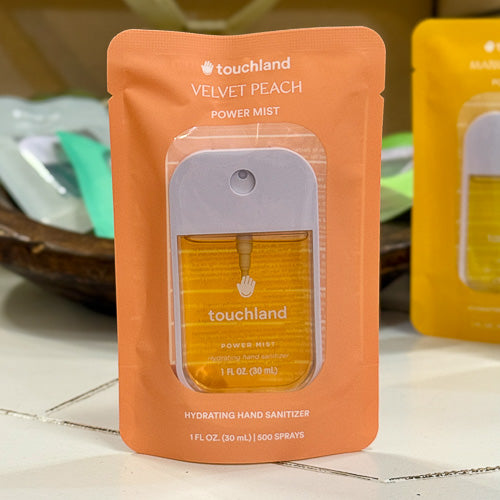 touchland
VELVET PEACH
POWER MIST
touchland
POWER MIST
Hydrating hand sanitizer
1 FL OZ. (30 mL)
HYDRATING HAND SANITIZER
1 FL OZ. (30 mL) | 500 SPRAYS